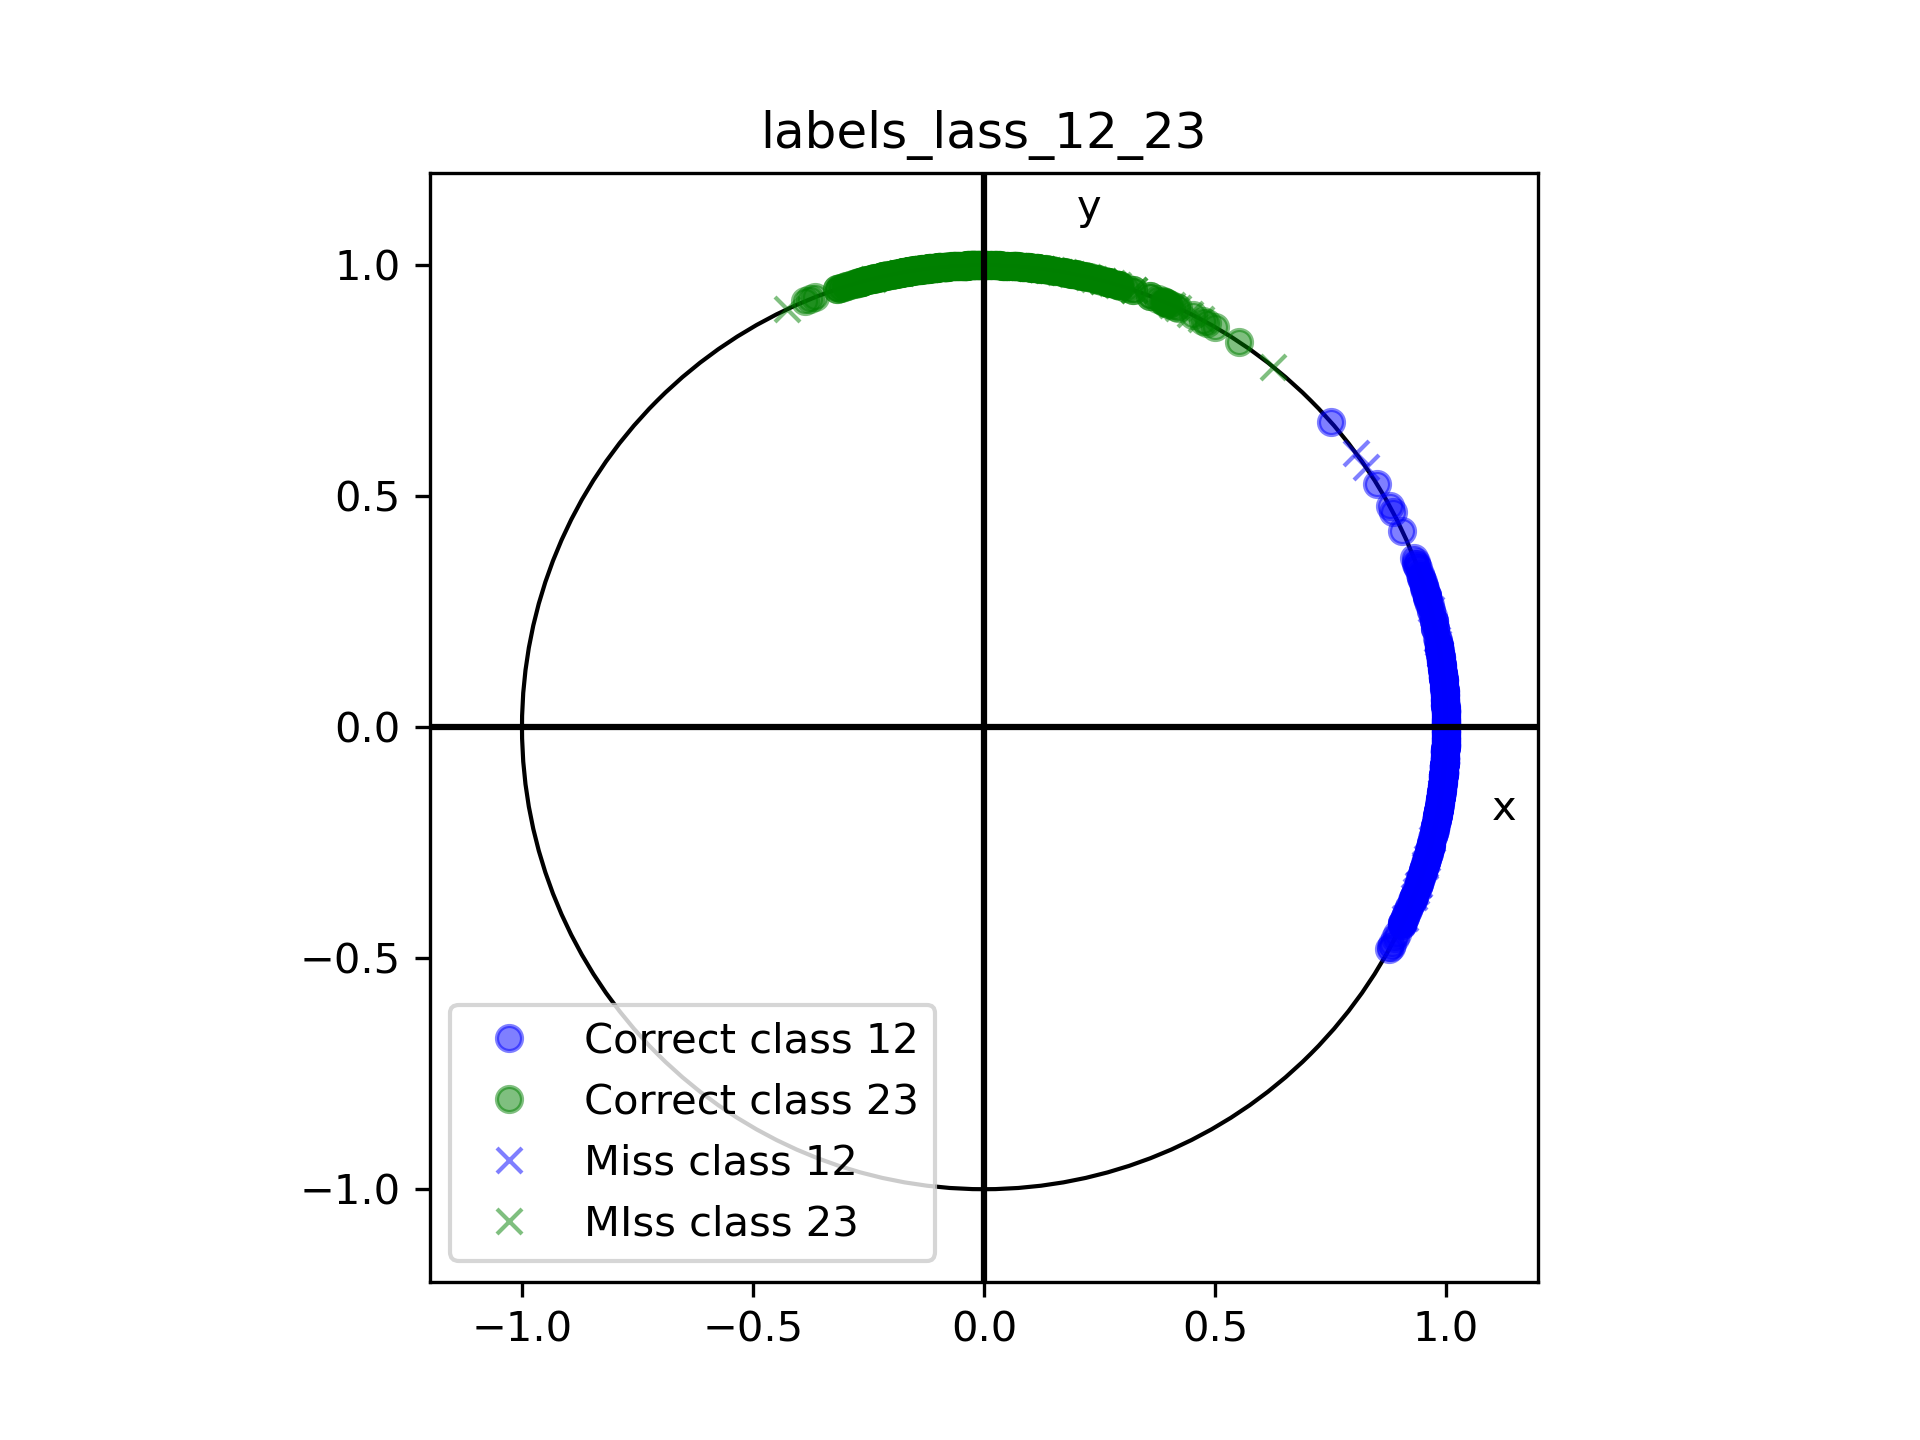 labels_lass_12_23
y
1.0
0.5
0.0
x
−0.5
−1.0
Correct class 12
Correct class 23
Miss class 12
MIss class 23
−1.0 −0.5 0.0 0.5 1.0